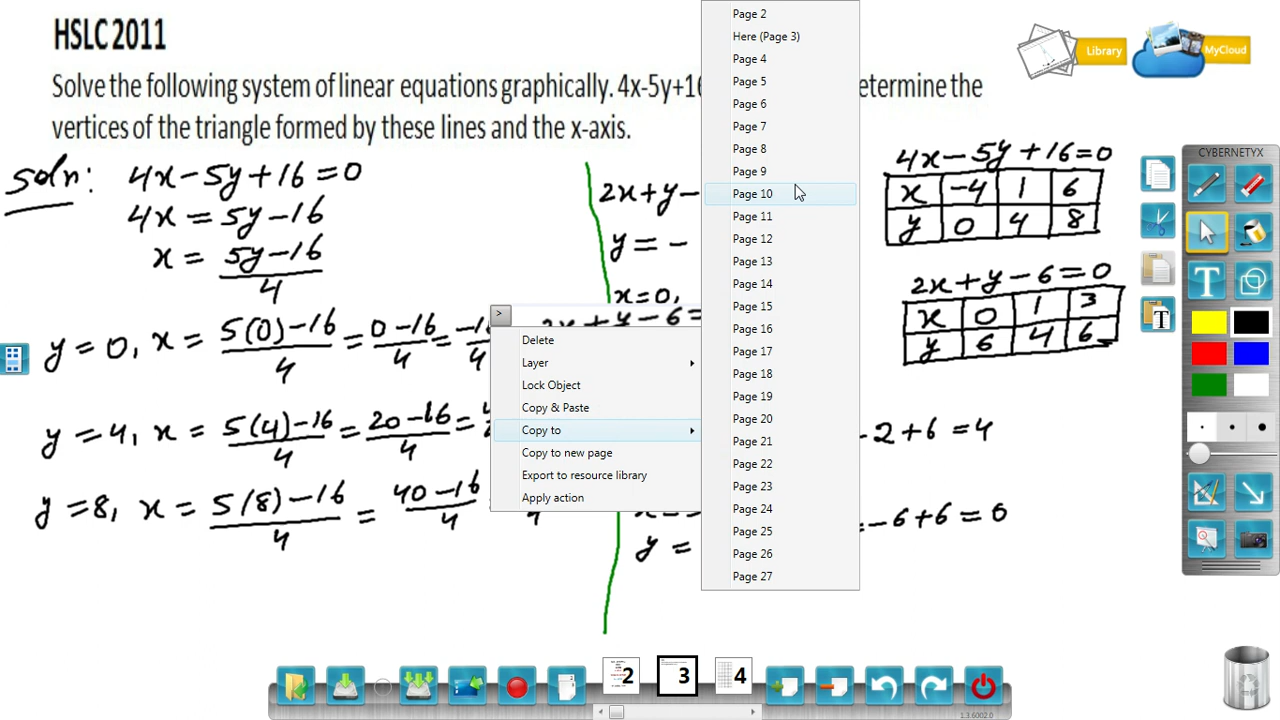 HSLC 2011
Solve the following system of linear equations graphically. 4x-5y+16 etermine the
vertices of the triangle formed by these lines and the x-axis.
Soln: 4x-5y+16=0
4x = 5y-16
x = 5y-16/4
y=0, x = 5(0)-16/4 = 0-16/4 =
y=4, x = 5(4)-16/4 = 20-16/4 =
y=8, x = 5(8)-16/4 = 40-16/4
4
2x+y-
y = -
x=0,
2x+y-6=
-2+6=4
=-6+6=0
y =
4x-5y+16=0
x -4 1 6
y 0 4 8
2x+y-6=0
x 0 1 3
y 6 4 6
>
Delete
Layer
Lock Object
Copy & Paste
Copy to
Copy to new page
Export to resource library
Apply action
Page 2
Here (Page 3)
Page 4
Page 5
Page 6
Page 7
Page 8
Page 9
Page 10
Page 11
Page 12
Page 13
Page 14
Page 15
Page 16
Page 17
Page 18
Page 19
Page 20
Page 21
Page 22
Page 23
Page 24
Page 25
Page 26
Page 27
Library
MyCloud
CYBERNETYX
T
T
2
3
4
1.3.6002.0